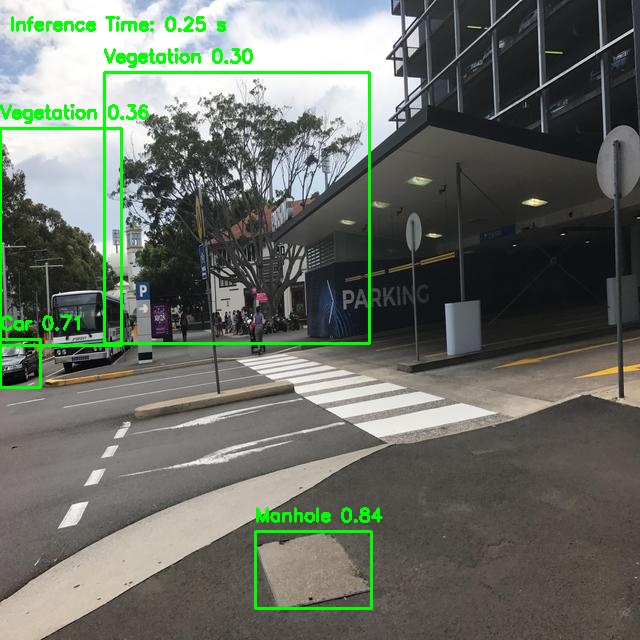 Inference Time: 0.25 s
Vegetation 0.30
Vegetation 0.36
Car 0.71
P
PARKING
Manhole 0.84